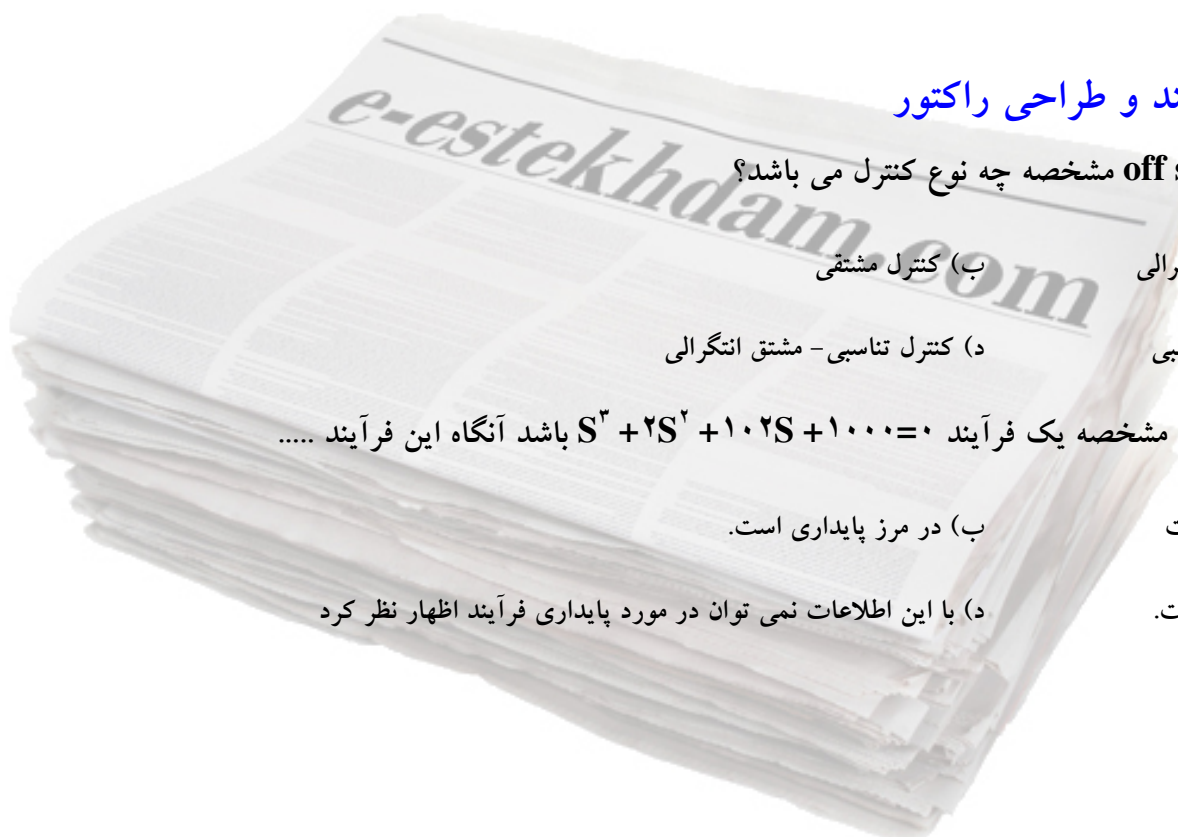 ند و طراحی راکتور
off s مشخصه چه نوع کنترل می باشد؟
رالی ب) کنترل مشتقی
بی د) کنترل تناسبی- مشتق انتگرالی
مشخصه یک فرآیند S³ +۲S² +۱۰۲S +۱۰۰۰=۰ باشد آنگاه این فرآیند .....
ت ب) در مرز پایداری است.
ت. د) با این اطلاعات نمی توان در مورد پایداری فرآیند اظهار نظر کرد
e-estekhdam.com